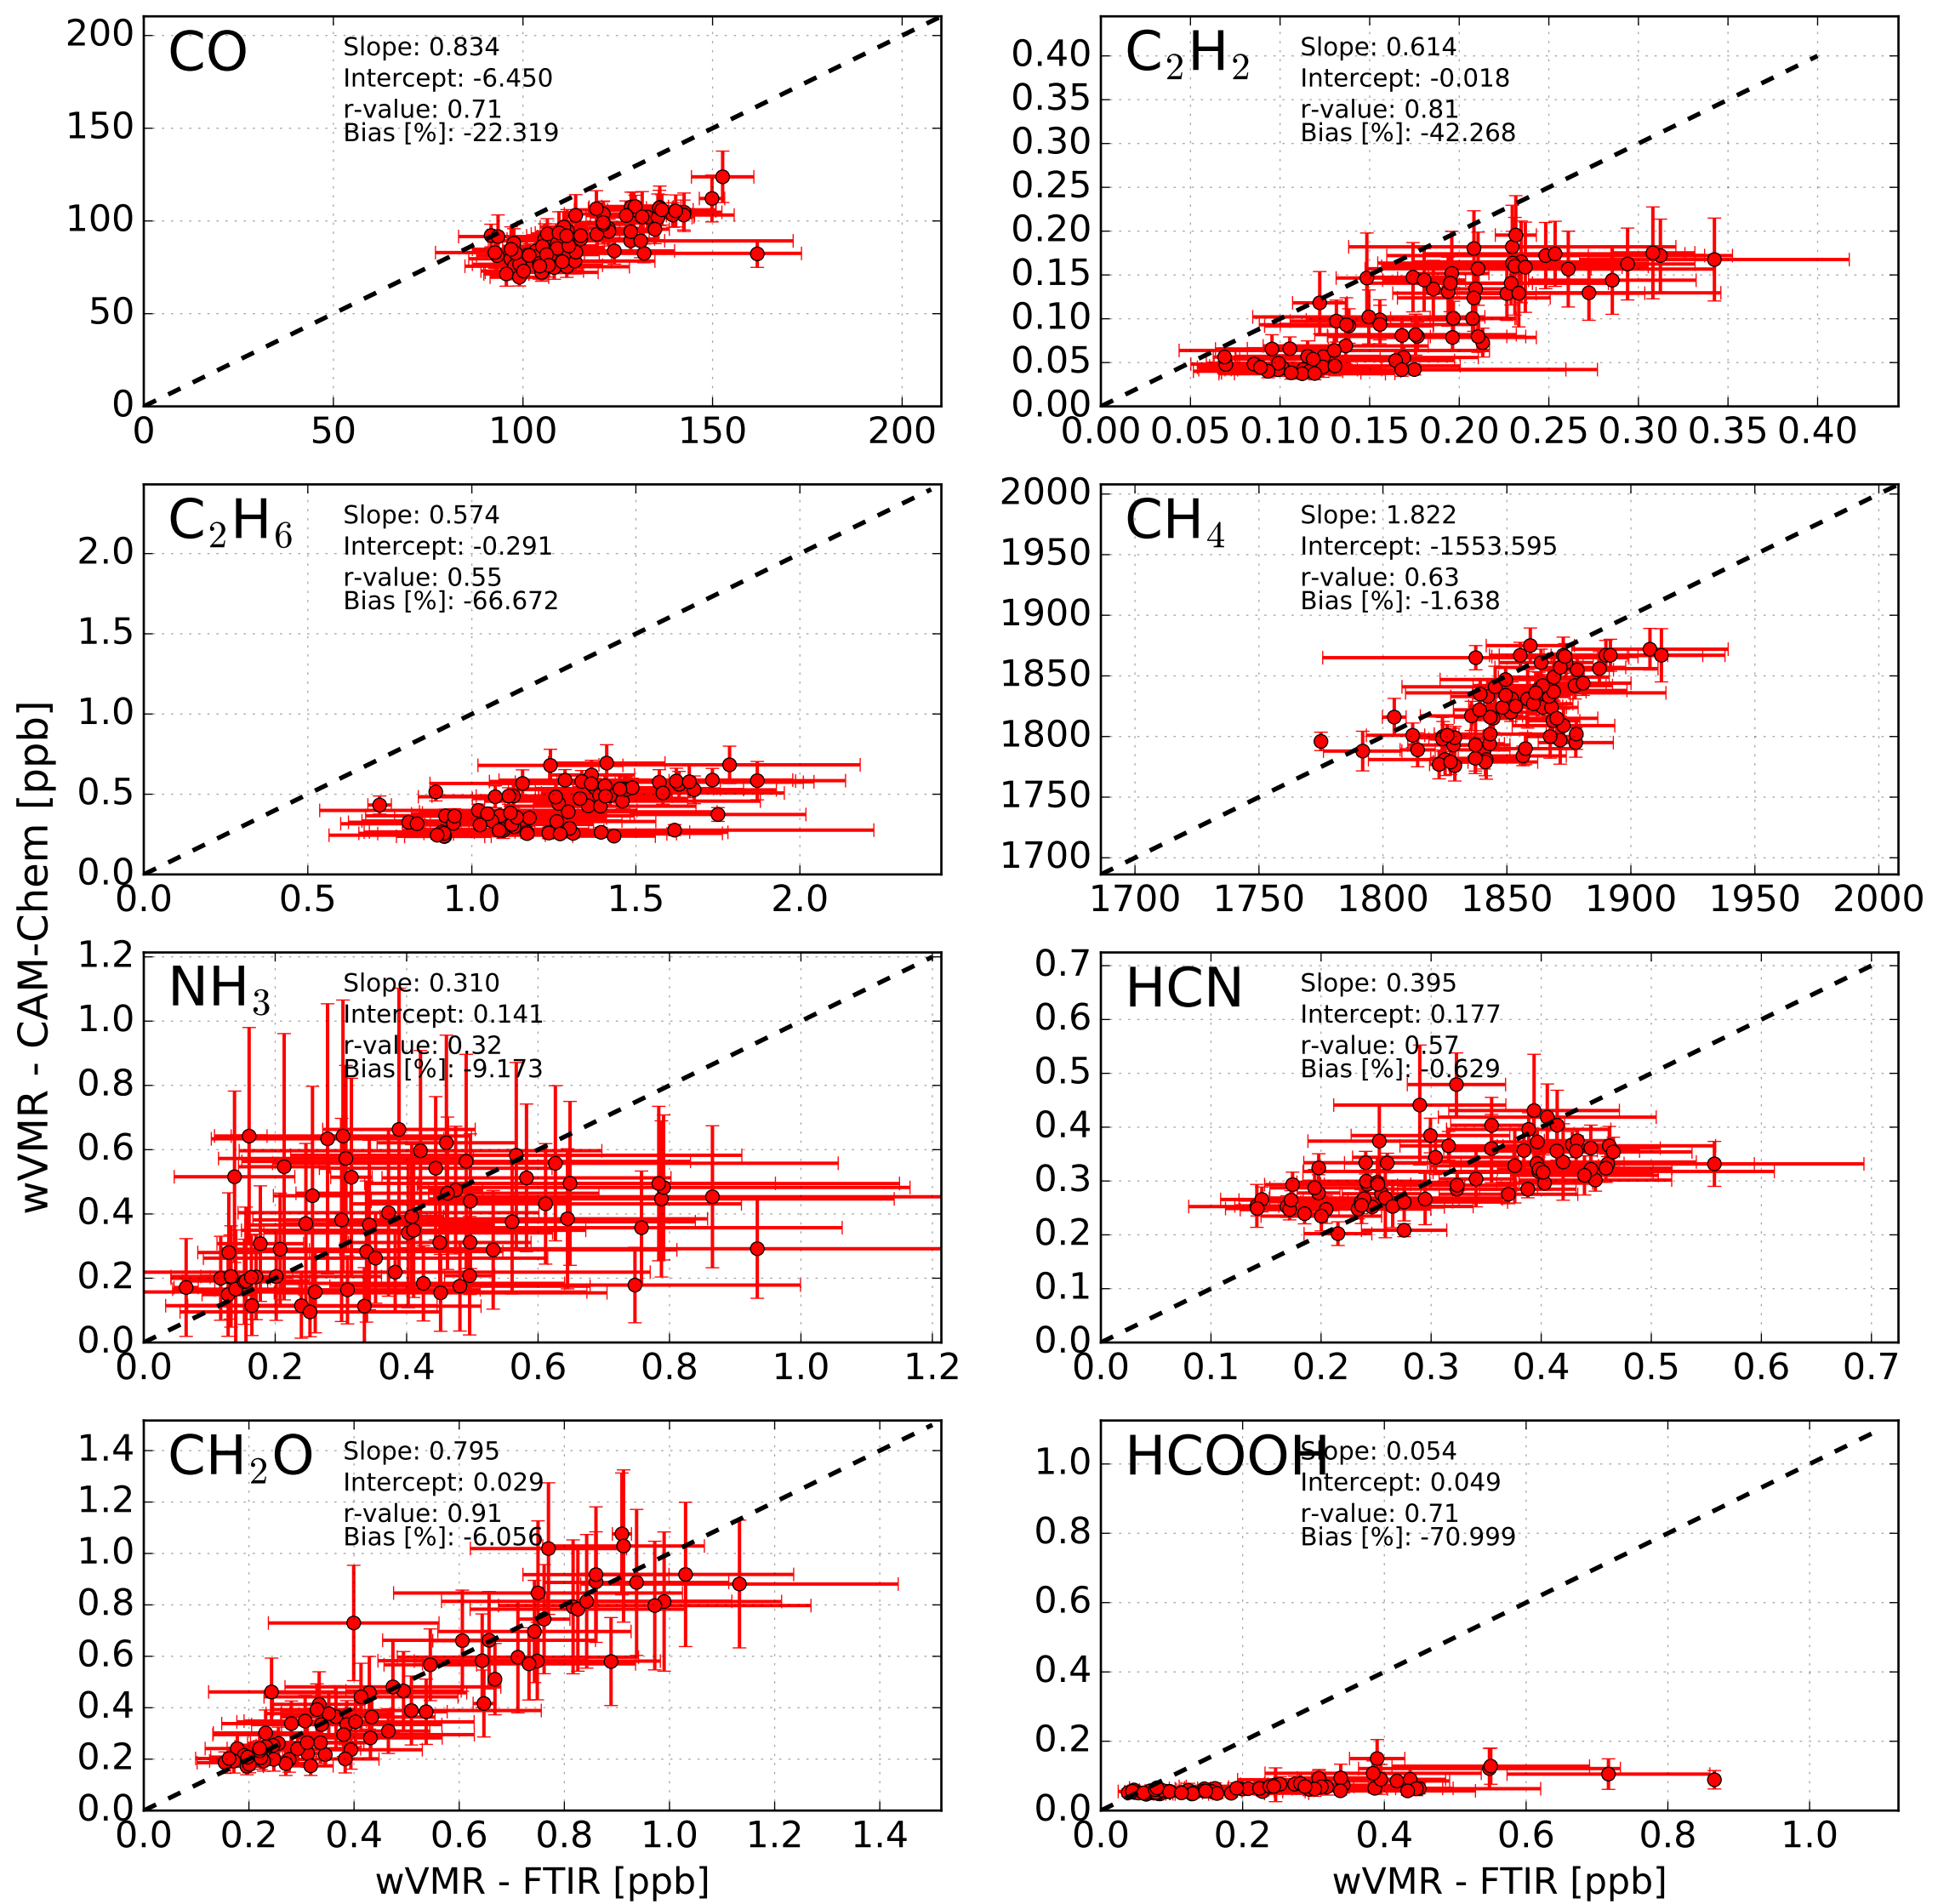 wVMR - CAM-Chem [ppb]
CO
Slope: 0.834
Intercept: -6.450
r-value: 0.71
Bias [%]: -22.319
200
150
100
50
0
0 50 100 150 200
C2H2
Slope: 0.614
Intercept: -0.018
r-value: 0.81
Bias [%]: -42.268
0.40
0.35
0.30
0.25
0.20
0.15
0.10
0.05
0.00
0.00 0.05 0.10 0.15 0.20 0.25 0.30 0.35 0.40
C2H6
Slope: 0.574
Intercept: -0.291
r-value: 0.55
Bias [%]: -66.672
2.0
1.5
1.0
0.5
0.0
0.0 0.5 1.0 1.5 2.0
CH4
Slope: 1.822
Intercept: -1553.595
r-value: 0.63
Bias [%]: -1.638
2000
1950
1900
1850
1800
1750
1700
1700 1750 1800 1850 1900 1950 2000
NH3
Slope: 0.310
Intercept: 0.141
r-value: 0.32
Bias [%]: -9.173
1.2
1.0
0.8
0.6
0.4
0.2
0.0
0.0 0.2 0.4 0.6 0.8 1.0 1.2
HCN
Slope: 0.395
Intercept: 0.177
r-value: 0.57
Bias [%]: -0.629
0.7
0.6
0.5
0.4
0.3
0.2
0.1
0.0
0.0 0.1 0.2 0.3 0.4 0.5 0.6 0.7
CH2O
Slope: 0.795
Intercept: 0.029
r-value: 0.91
Bias [%]: -6.056
1.4
1.2
1.0
0.8
0.6
0.4
0.2
0.0
0.0 0.2 0.4 0.6 0.8 1.0 1.2 1.4
wVMR - FTIR [ppb]
HCOOH
Slope: 0.054
Intercept: 0.049
r-value: 0.71
Bias [%]: -70.999
1.0
0.8
0.6
0.4
0.2
0.0
0.0 0.2 0.4 0.6 0.8 1.0
wVMR - FTIR [ppb]